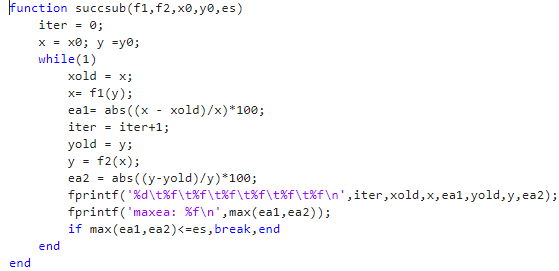 function succsub(f1,f2,x0,y0,es)
iter = 0;
x = x0; y =y0;
while(1)
xold = x;
x= f1(y);
ea1= abs((x - xold)/x)*100;
iter = iter+1;
yold = y;
y = f2(x);
ea2 = abs((y-yold)/y)*100;
fprintf('%d\t%f\t%f\t%f\t%f\t%f\t%f\n',iter,xold,x,ea1,yold,y,ea2);
fprintf('maxea: %f\n',max(ea1,ea2));
if max(ea1,ea2)<=es,break,end
end
end